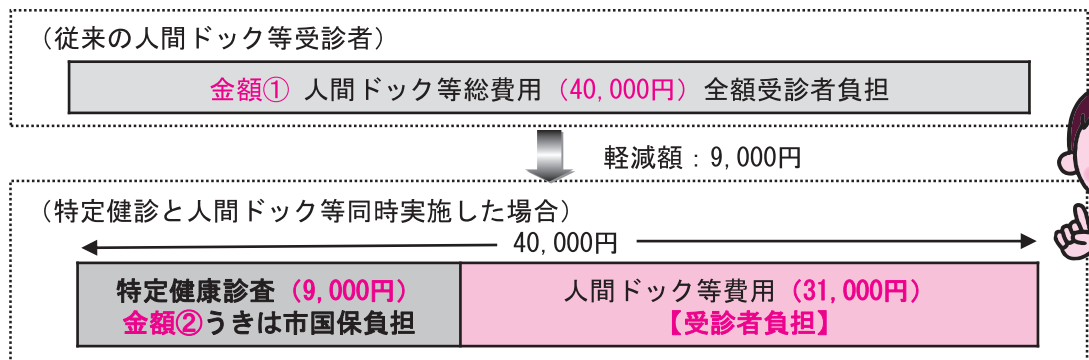 (従来の人間ドック等受診者)
金額① 人間ドック等総費用(40,000円)全額受診者負担
軽減額:9,000円
(特定健診と人間ドック等同時実施した場合)
40,000円
特定健康診査(9,000円)
金額②うきは市国保負担
人間ドック等費用(31,000円)
【受診者負担】